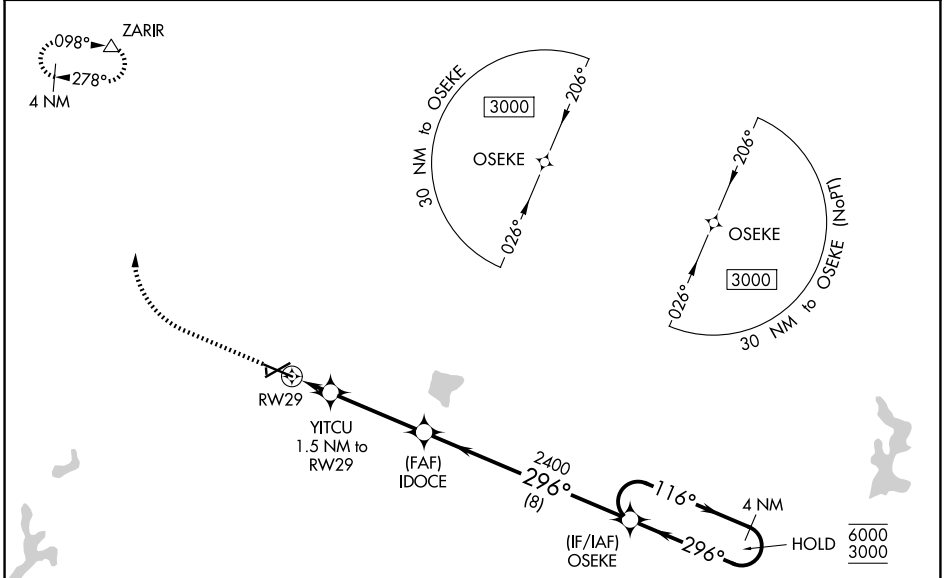 ZARIR
098°
278°
4 NM
30 NM to OSEKE
3000
206°
OSEKE
026°
206°
OSEKE
026°
3000
30 NM to OSEKE (NoPT)
RW29
YITCU
1.5 NM to
RW29
(FAF)
IDOCE
2400
296°
(8)
(IF/IAF)
OSEKE
116°
4 NM
296°
HOLD
6000
3000